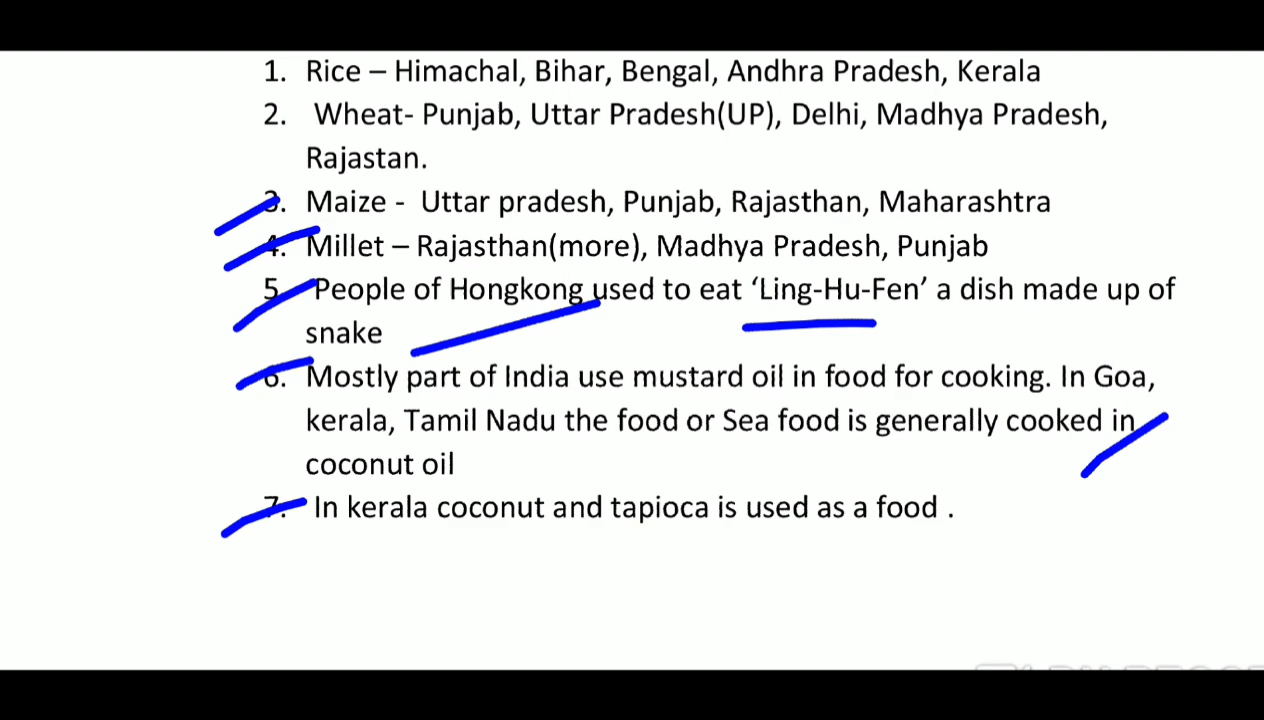 1. Rice – Himachal, Bihar, Bengal, Andhra Pradesh, Kerala
2. Wheat- Punjab, Uttar Pradesh(UP), Delhi, Madhya Pradesh,
Rajastan.
3. Maize - Uttar pradesh, Punjab, Rajasthan, Maharashtra
4. Millet – Rajasthan(more), Madhya Pradesh, Punjab
5. People of Hongkong used to eat ‘Ling-Hu-Fen’ a dish made up of
snake
6. Mostly part of India use mustard oil in food for cooking. In Goa,
kerala, Tamil Nadu the food or Sea food is generally cooked in
coconut oil
7. In kerala coconut and tapioca is used as a food .